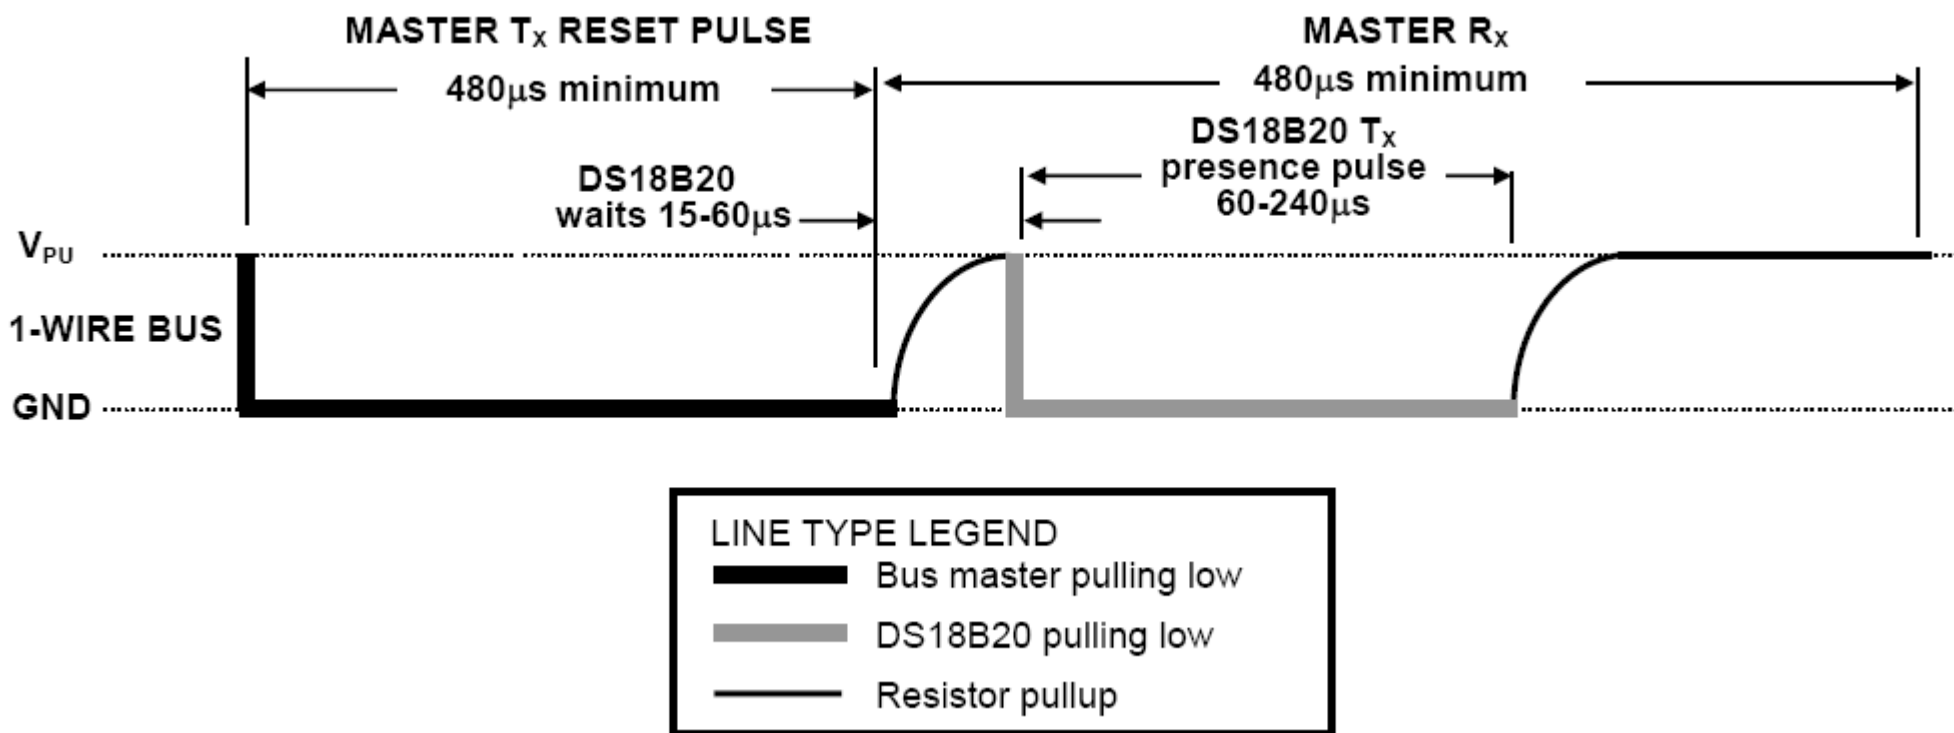 MASTER TX RESET PULSE
MASTER RX
480μs minimum
480μs minimum
DS18B20 TX
presence pulse
60-240μs
DS18B20
waits 15-60μs
VPU
1-WIRE BUS
GND
LINE TYPE LEGEND
Bus master pulling low
DS18B20 pulling low
Resistor pullup